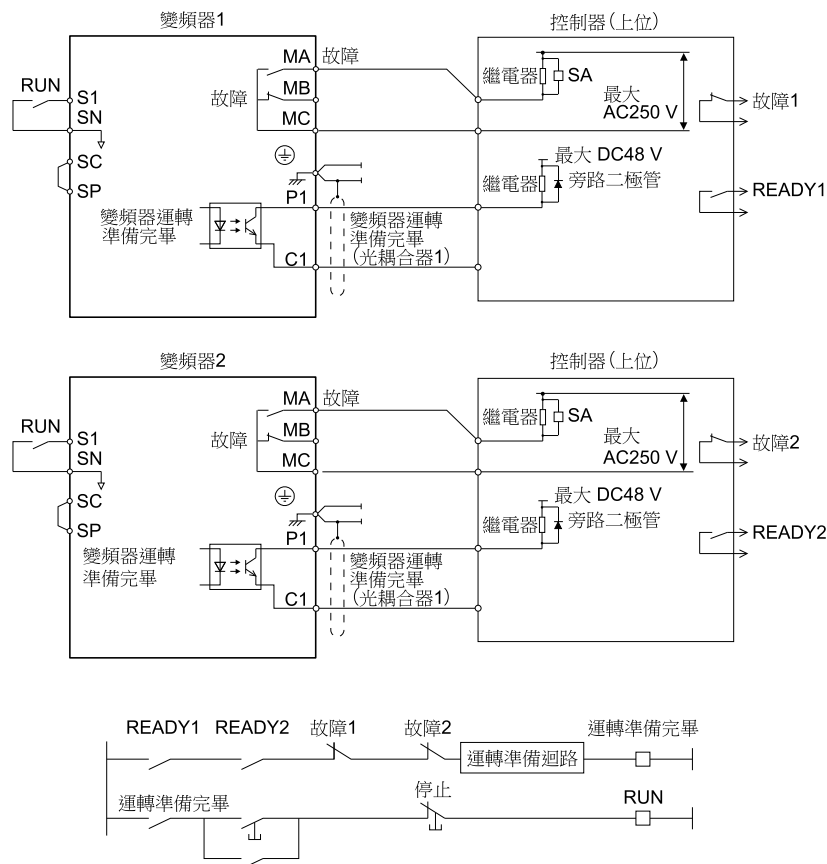 變頻器1
控制器(上位)
MA 故障
RUN
S1
SN
故障
MB
MC
繼電器
SA
最大
AC250 V
故障1
SC
SP
P1
最大 DC48 V
繼電器
旁路二極管
READY1
變頻器運轉
準備完畢
變頻器運轉
準備完畢
(光耦合器1)
C1
變頻器2
控制器(上位)
MA 故障
RUN
S1
SN
故障
MB
MC
繼電器
SA
最大
AC250 V
故障2
SC
SP
P1
最大 DC48 V
繼電器
旁路二極管
READY2
變頻器運轉
準備完畢
變頻器運轉
準備完畢
(光耦合器1)
C1
READY1 READY2 故障1 故障2 運轉準備迴路 運轉準備完畢
運轉準備完畢 停止 RUN